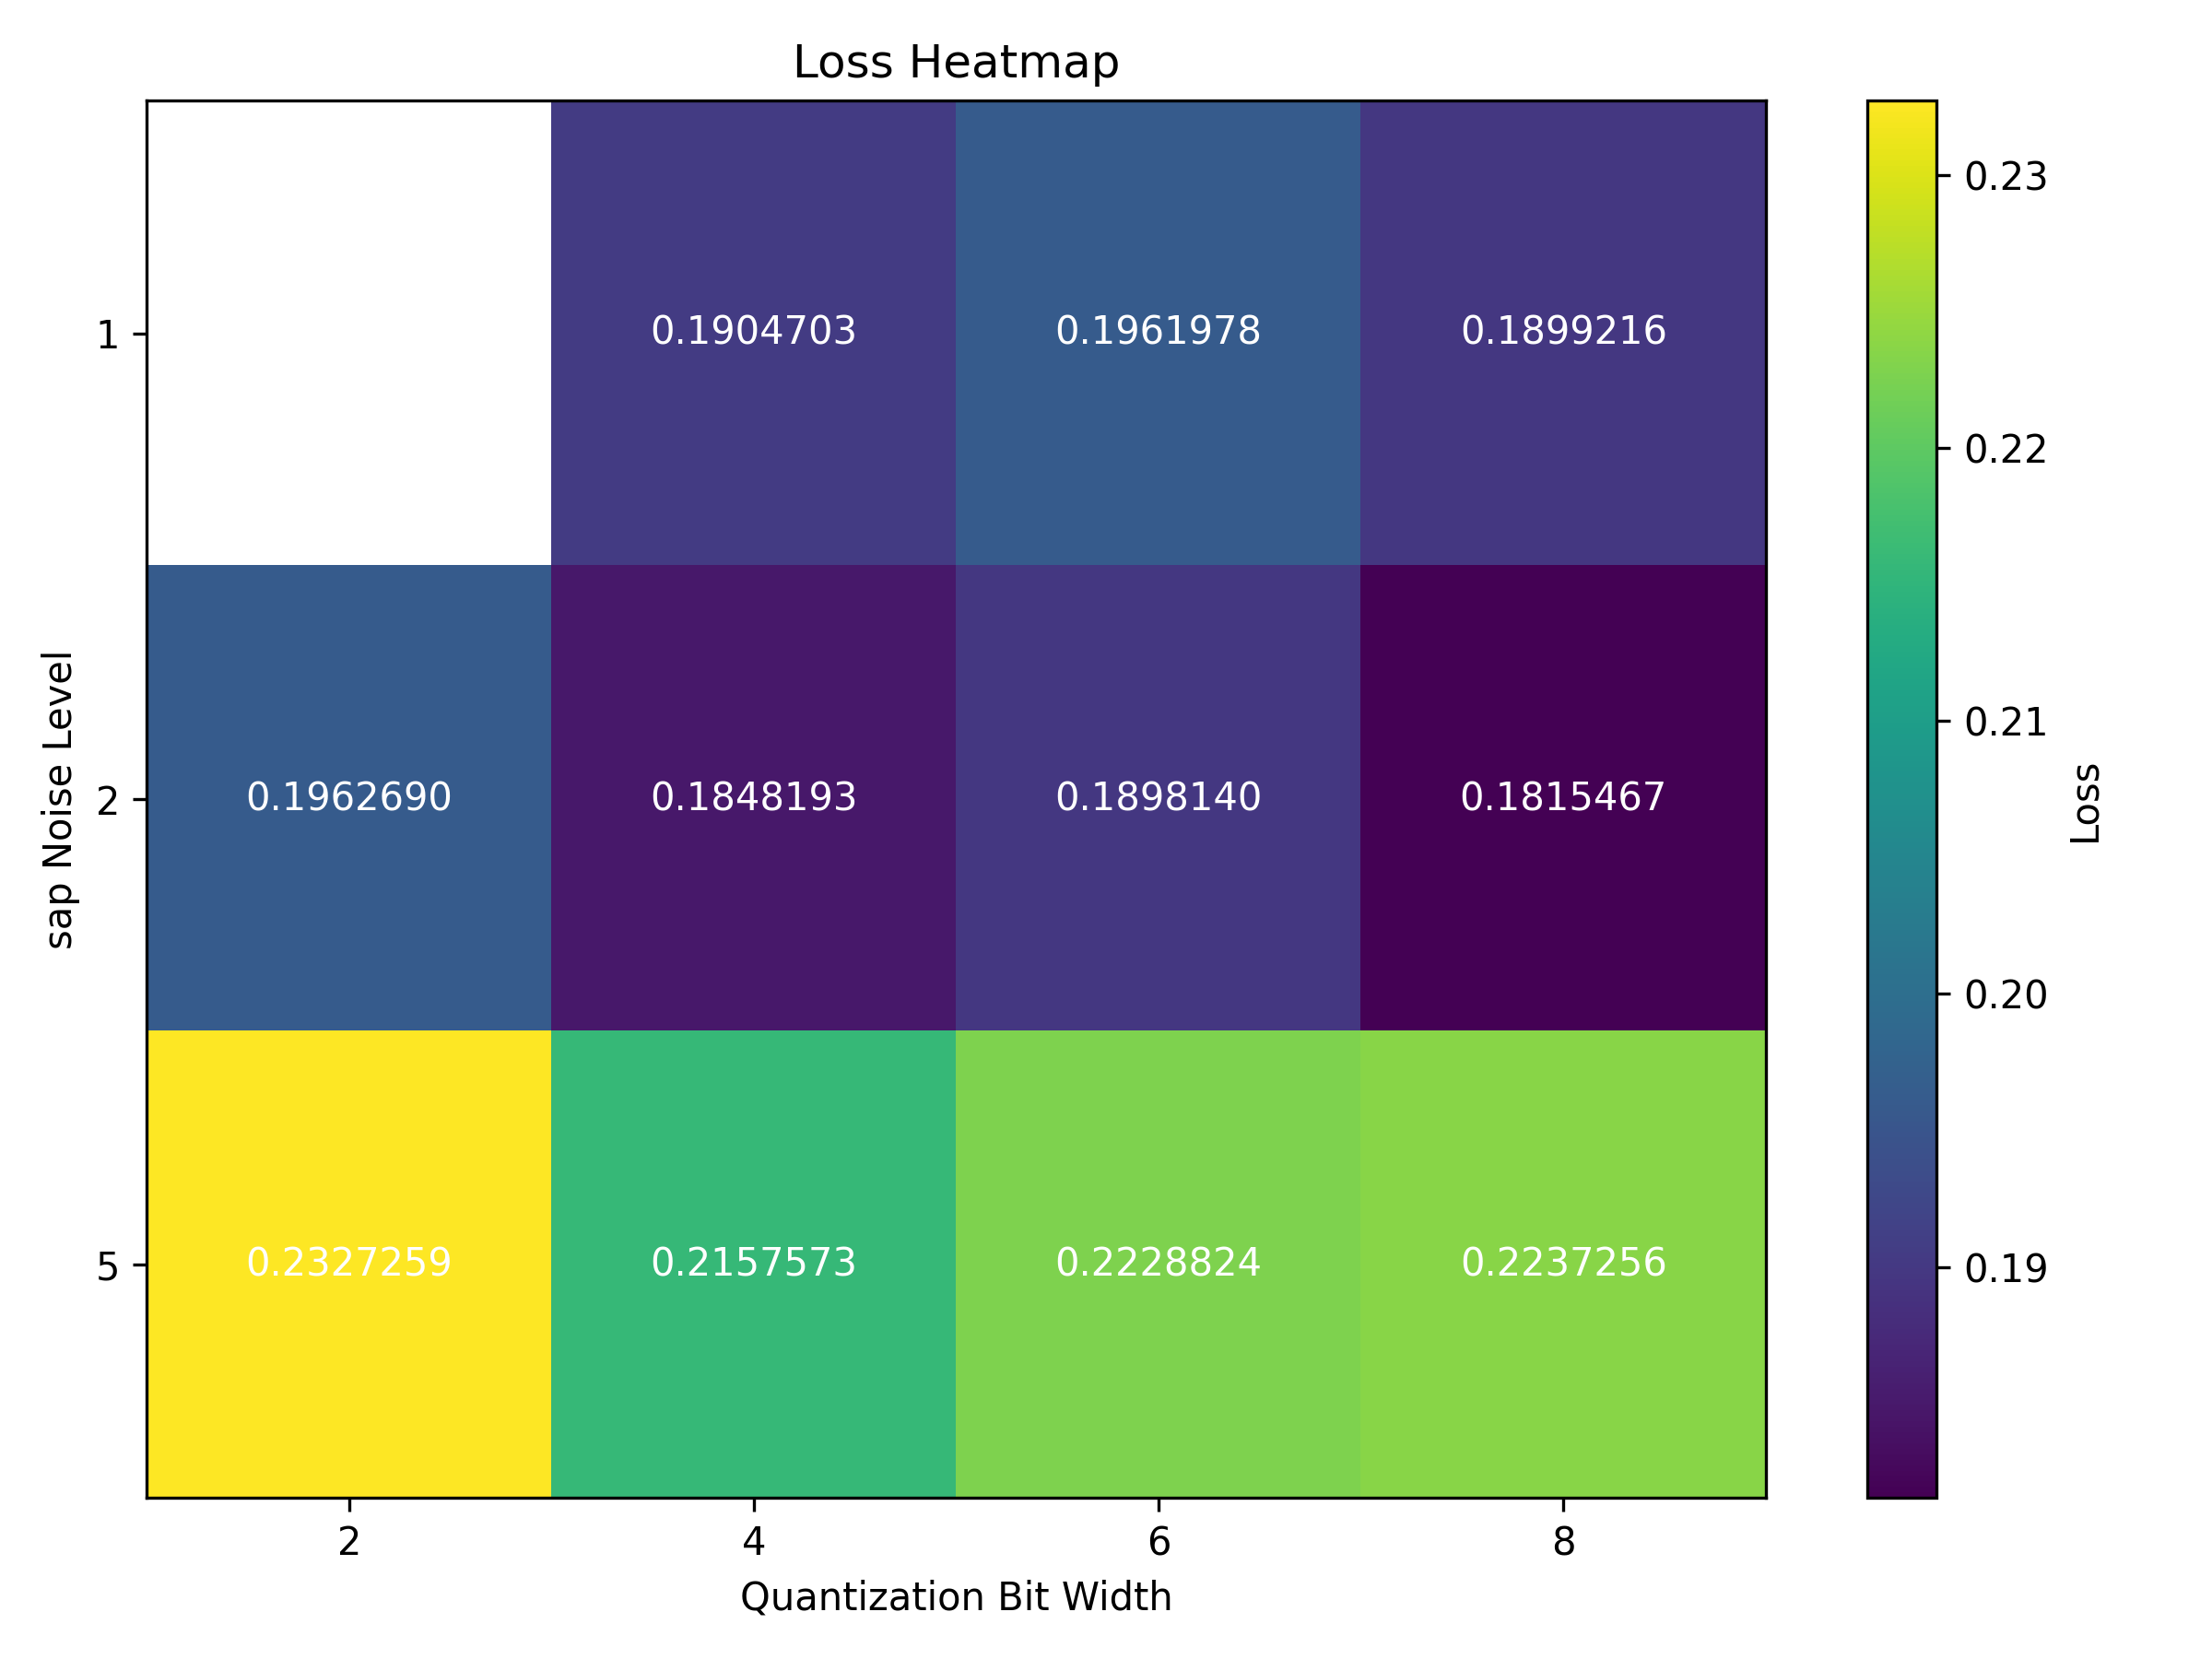 Loss Heatmap
sap Noise Level
1
0.1904703 0.1961978 0.1899216
2
0.1962690 0.1848193 0.1898140 0.1815467
5
0.2327259 0.2157573 0.2228824 0.2237256
2 4 6 8
Quantization Bit Width
0.23
0.22
0.21
0.20
0.19
Loss